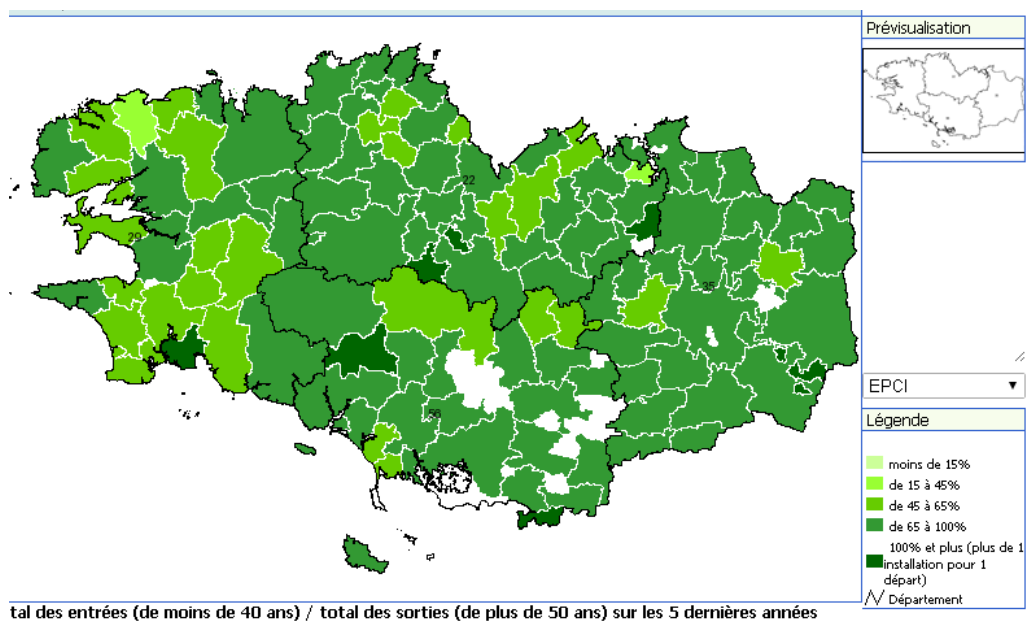 Prévisualisation
22
29
35
56
EPCI
Légende
moins de 15%
de 15 à 45%
de 45 à 65%
de 65 à 100%
100% et plus (plus de 1
installation pour 1
départ)
Département
tal des entrées (de moins de 40 ans) / total des sorties (de plus de 50 ans) sur les 5 dernières années